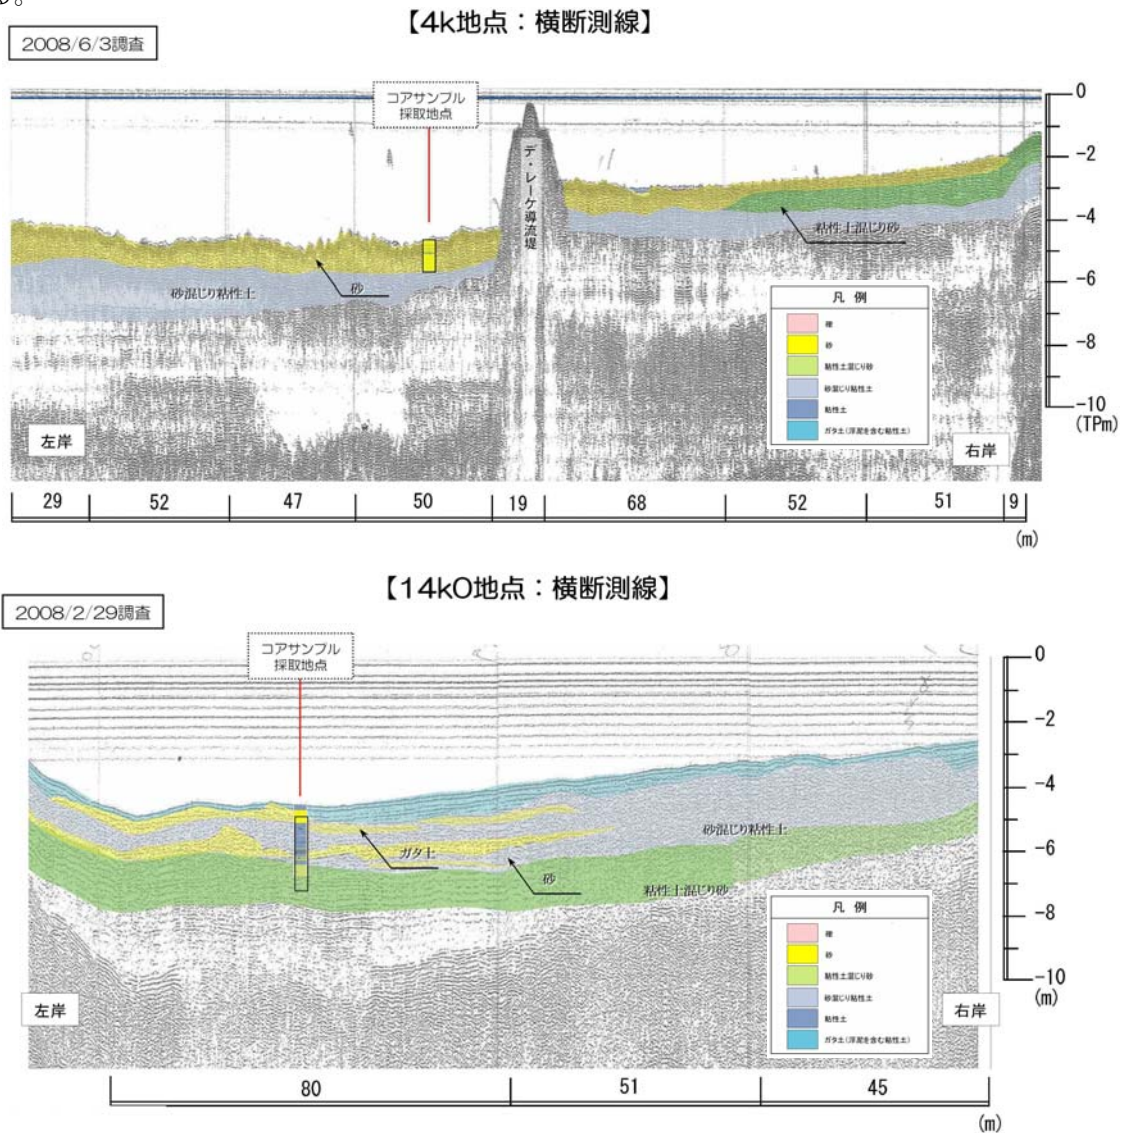 る。
【4k地点：横断測線】
2008/6/3調査
コアサンプル
採取地点
デ・レーケ導流堤
粘性土混じり砂
砂混じり粘性土
砂
0
-2
-4
-6
-8
-10
(TPm)
凡 例
礫
砂
粘性土混じり砂
砂混じり粘性土
粘性土
ガタ土(浮泥を含む粘性土)
左岸
右岸
29 52 47 50 19 68 52 51 9
(m)
【14k0地点：横断測線】
2008/2/29調査
コアサンプル
採取地点
0
-2
-4
-6
-8
-10
(m)
ガタ土
砂
砂混じり粘性土
粘性土混じり砂
凡 例
礫
砂
粘性土混じり砂
砂混じり粘性土
粘性土
ガタ土(浮泥を含む粘性土)
左岸
右岸
80 51 45
(m)